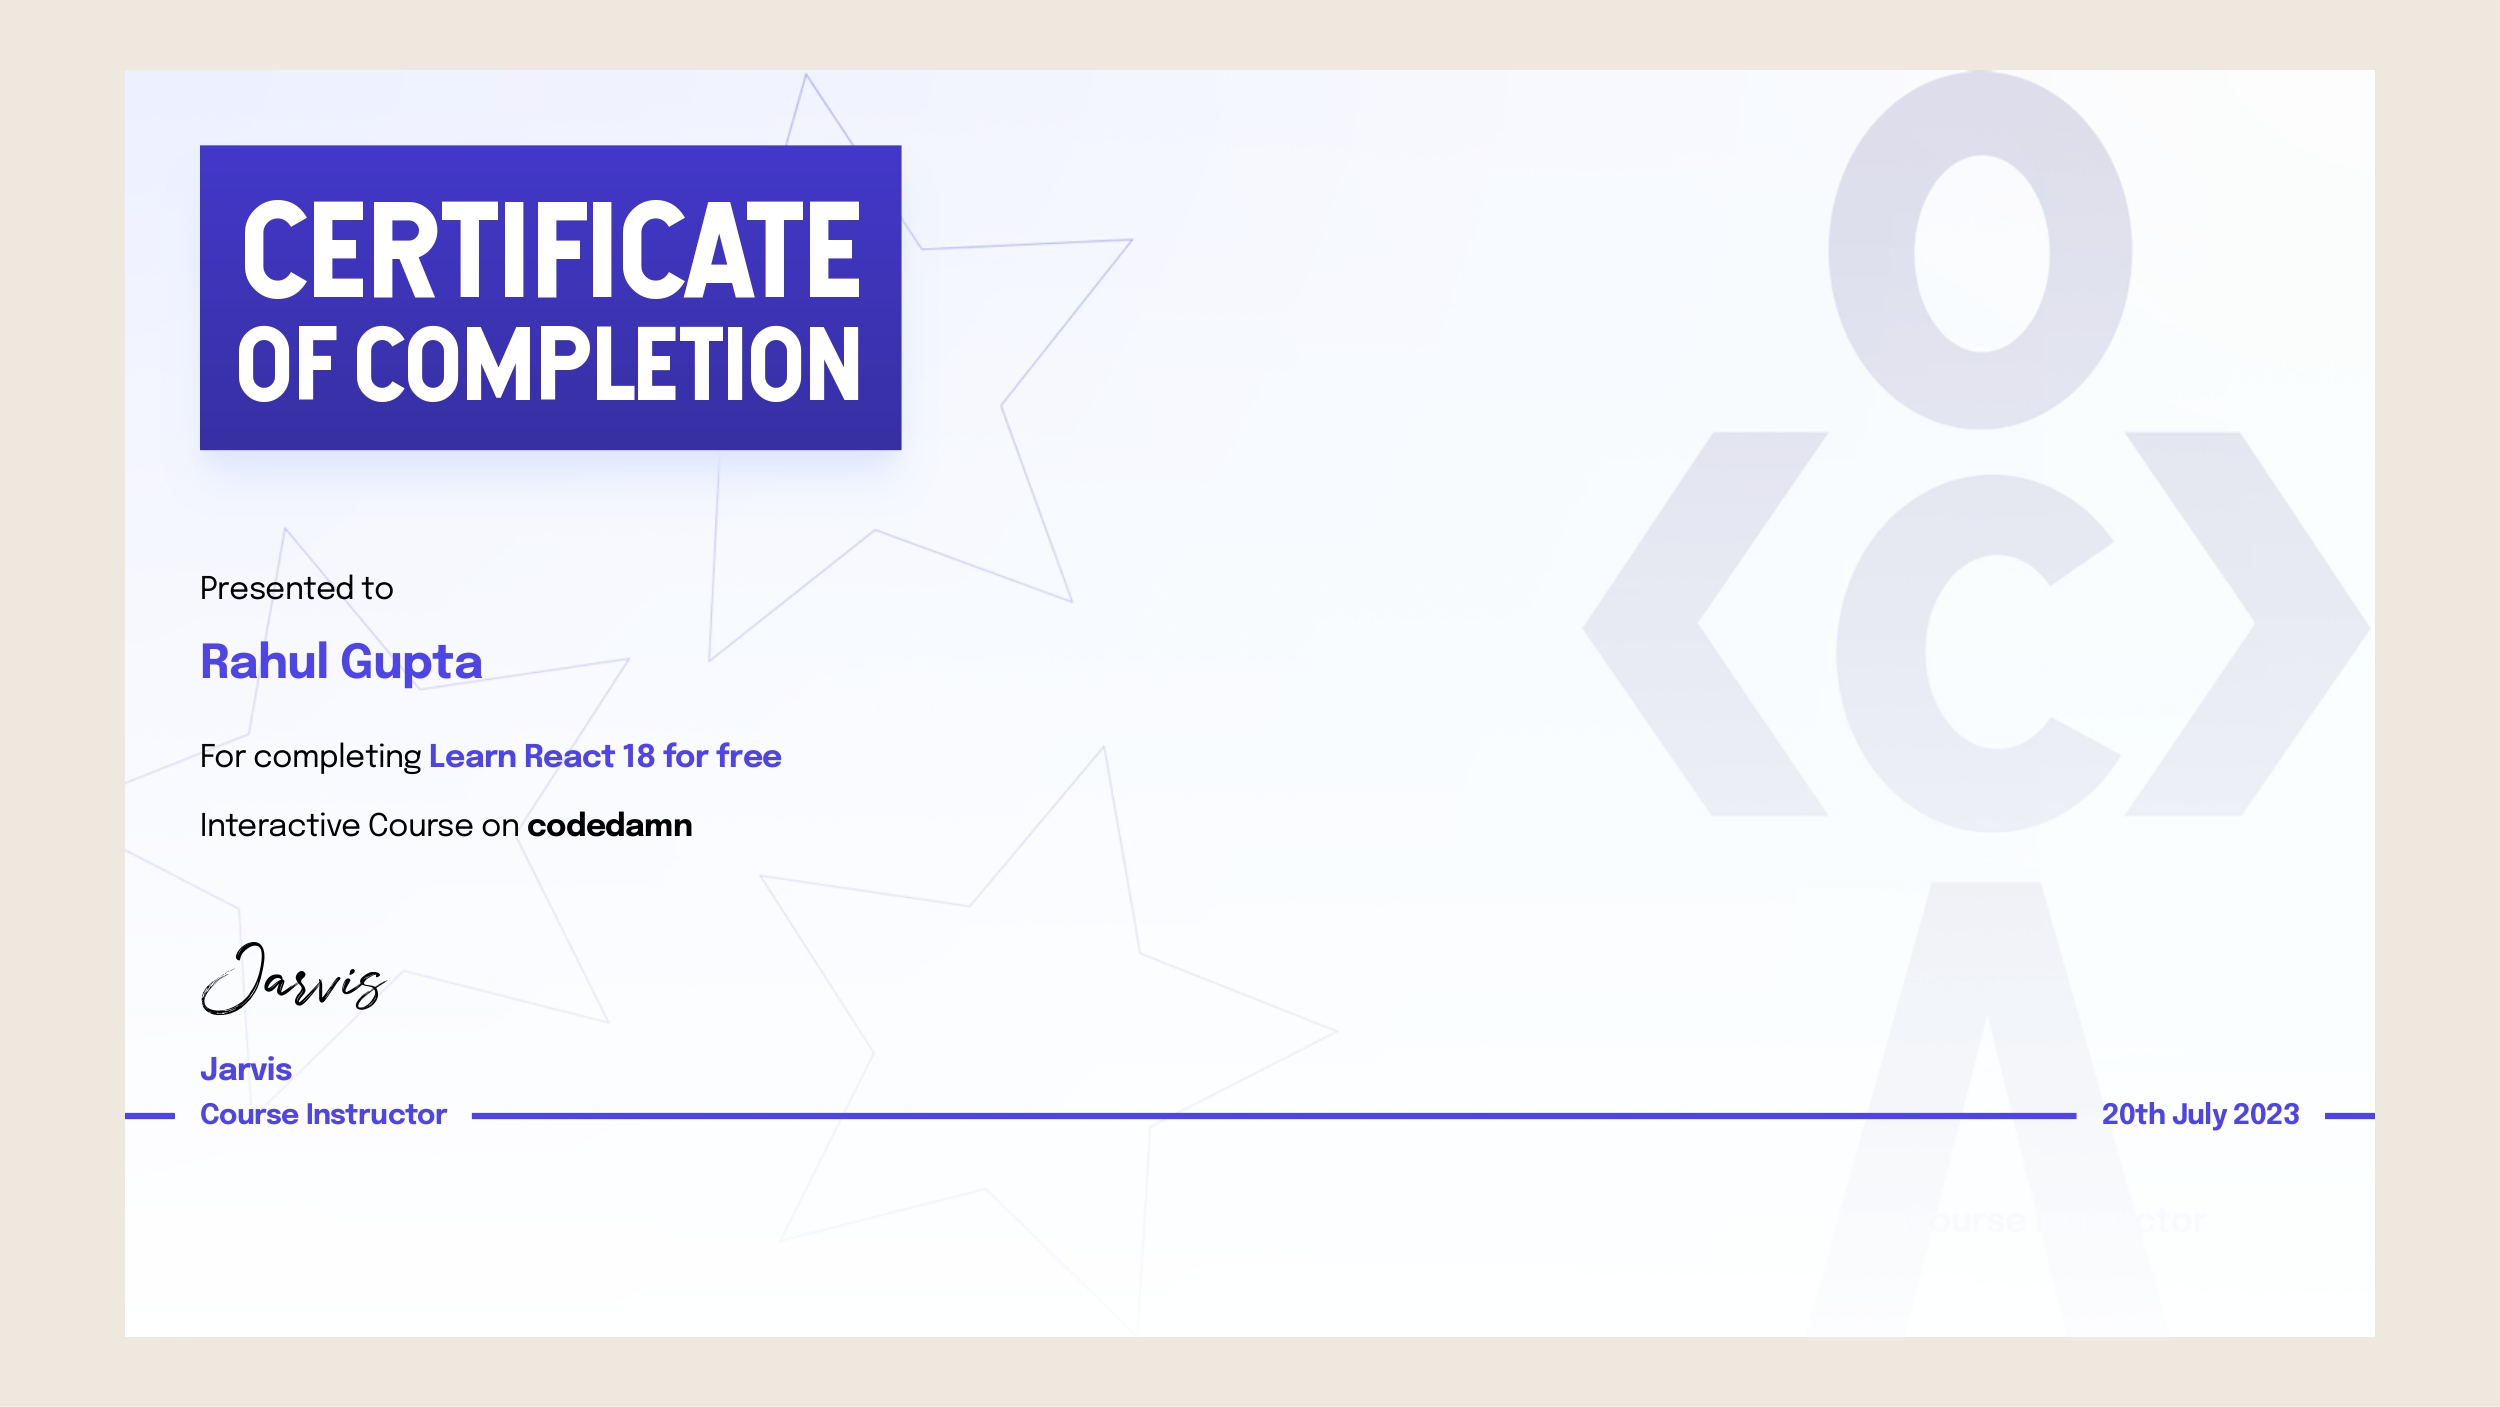 CERTIFICATE
OF COMPLETION
Presented to
Rahul Gupta
For completing Learn React 18 for free
Interactive Course on codedamn
Jarvis
Jarvis
Course Instructor
20th July 2023